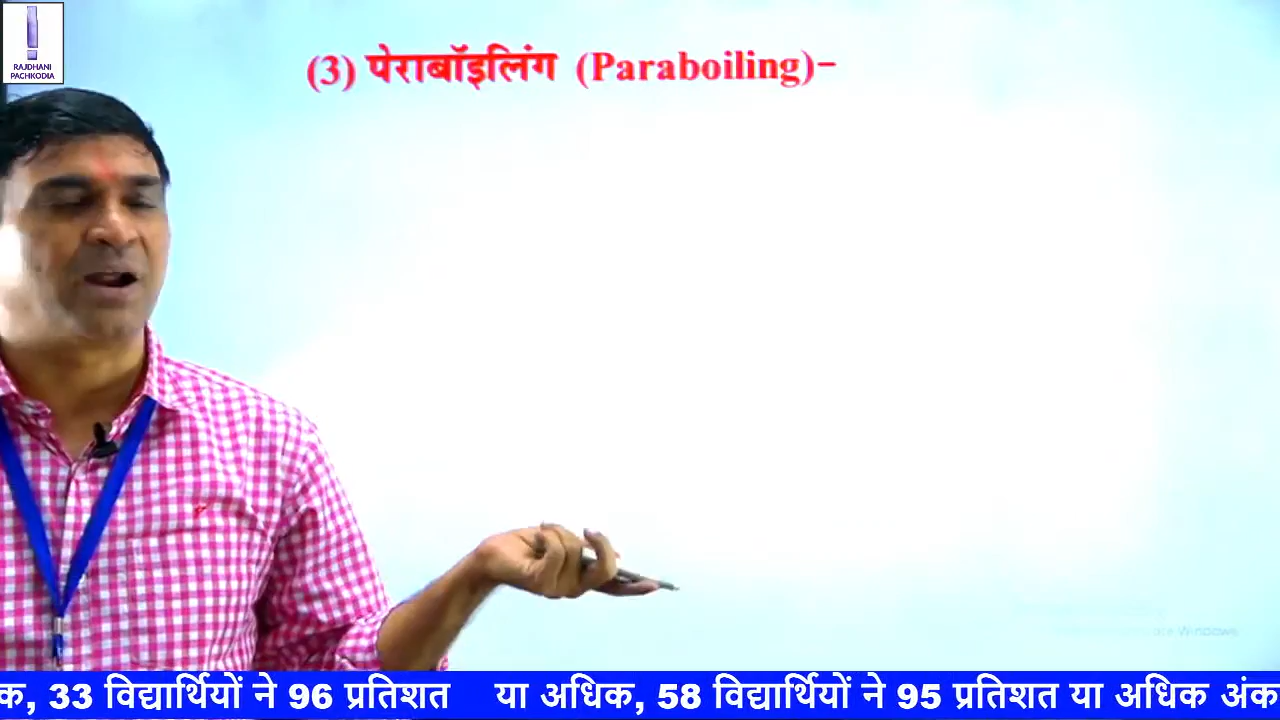 RAJDHANI
PACHKODIA
(3) पेराबॉइलिंग (Paraboiling)-
क, 33 विद्यार्थियों ने 96 प्रतिशत या अधिक, 58 विद्यार्थियों ने 95 प्रतिशत या अधिक अंक